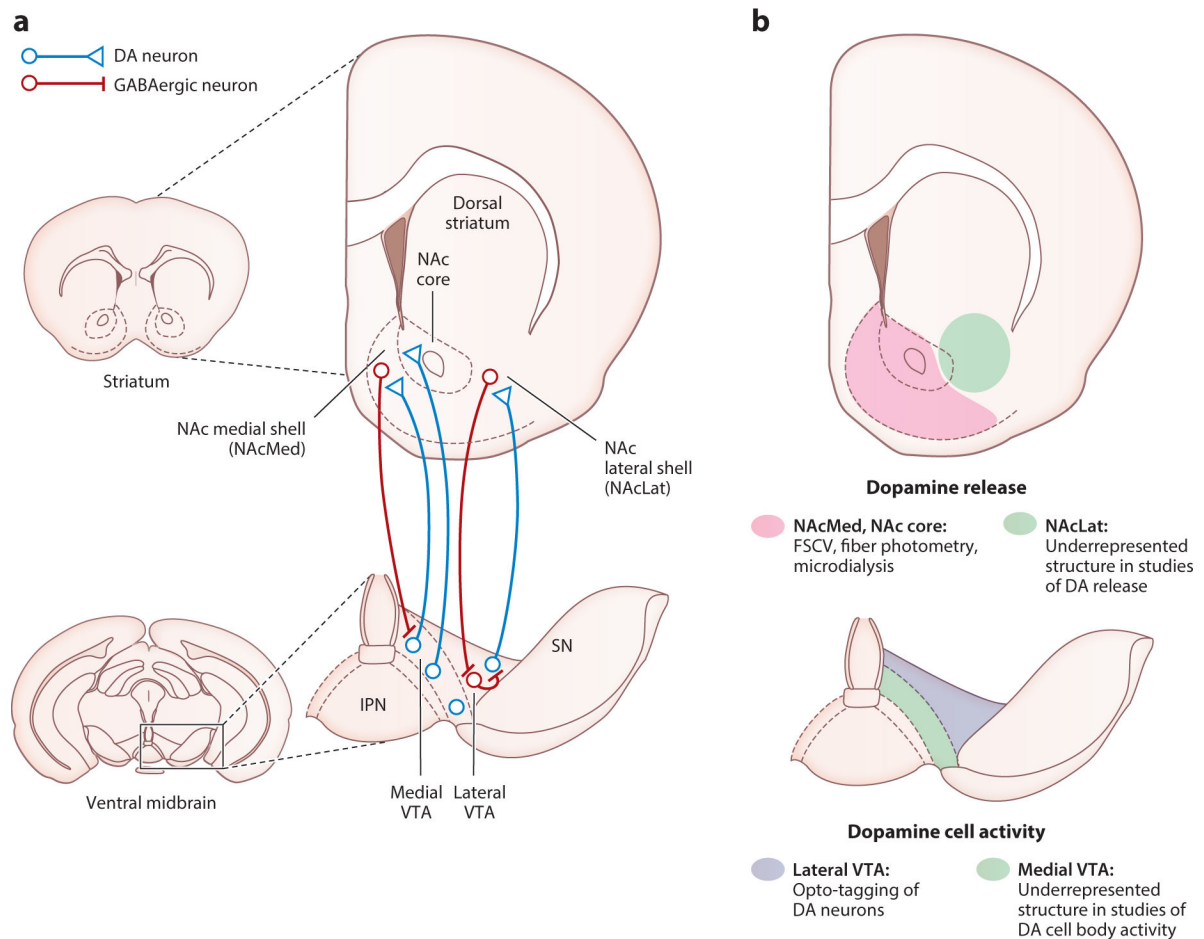 a
DA neuron
GABAergic neuron
Striatum
Dorsal
striatum
NAc
core
NAc medial shell
(NAcMed)
NAc
lateral shell
(NAcLat)
SN
IPN
Medial
VTA
Lateral
VTA
Ventral midbrain
b
Dopamine release
NAcMed, NAc core:
FSCV, fiber photometry,
microdialysis
NAcLat:
Underrepresented
structure in studies
of DA release
Dopamine cell activity
Lateral VTA:
Opto-tagging of
DA neurons
Medial VTA:
Underrepresented
structure in studies of
DA cell body activity